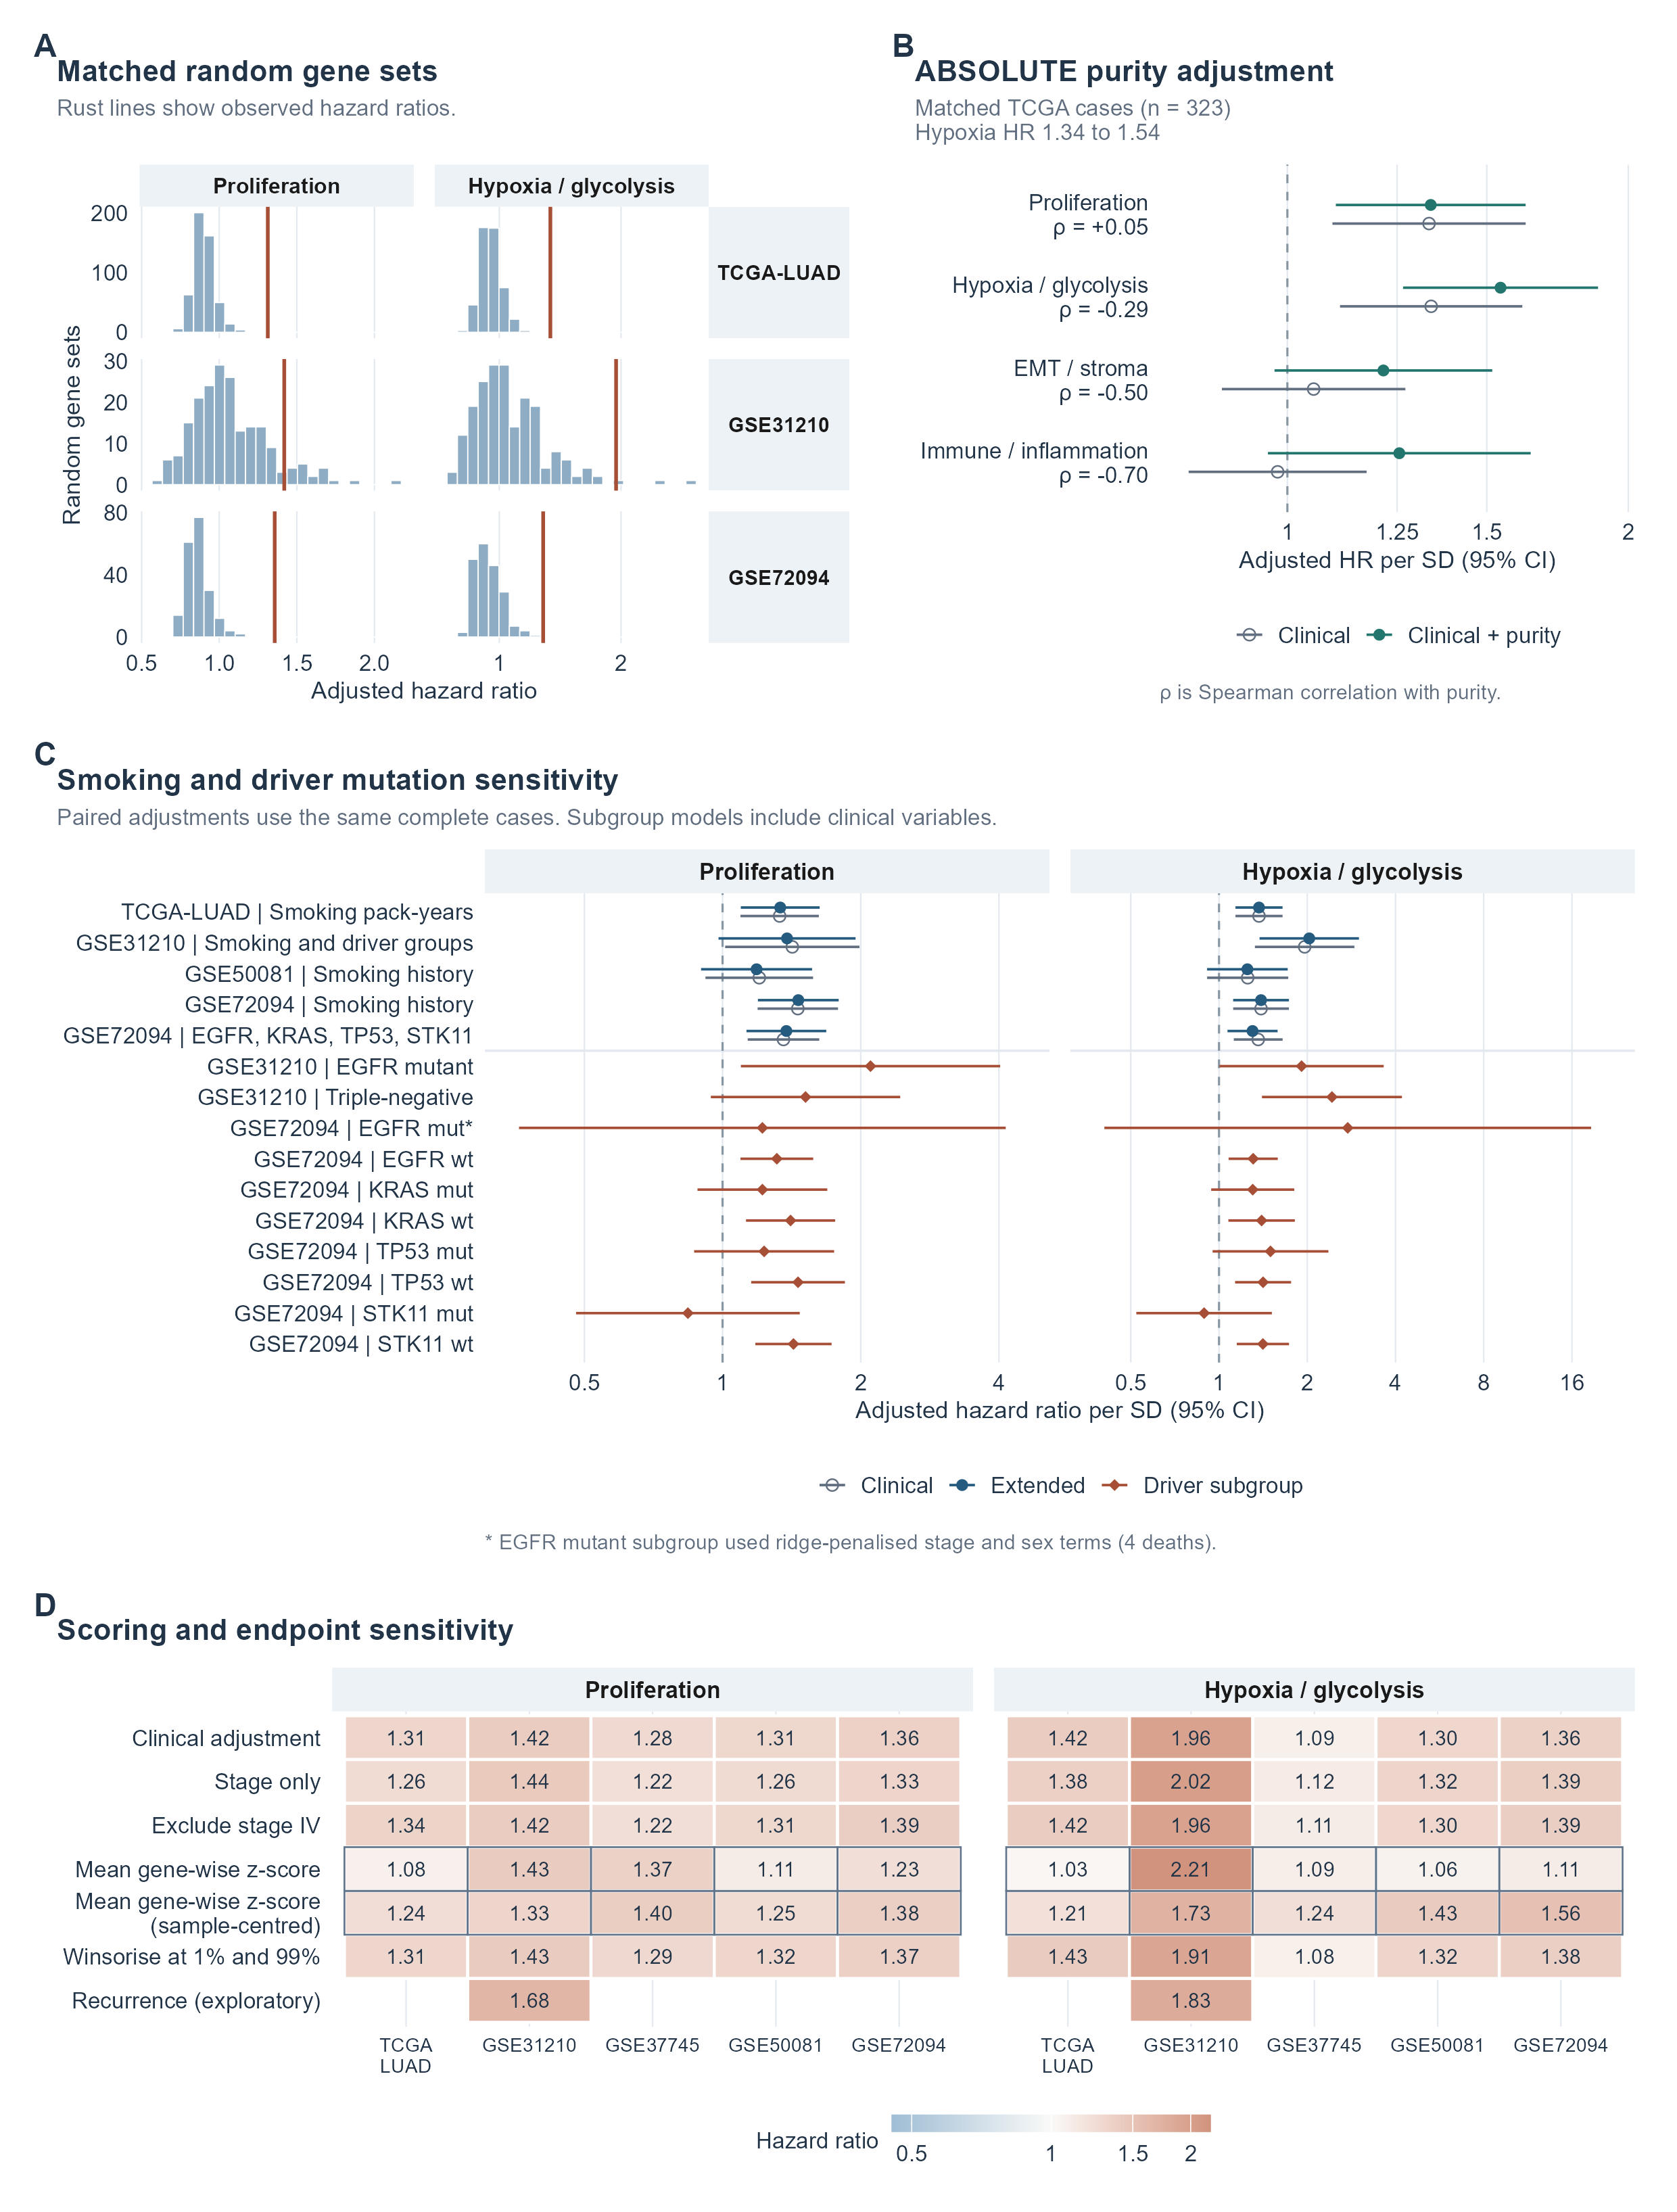 A
Matched random gene sets
Rust lines show observed hazard ratios.
Proliferation
Hypoxia / glycolysis
200
100
0
TCGA-LUAD
30
20
10
0
GSE31210
80
40
0
GSE72094
Random gene sets
0.5 1.0 1.5 2.0
1 2
Adjusted hazard ratio
B
ABSOLUTE purity adjustment
Matched TCGA cases (n = 323)
Hypoxia HR 1.34 to 1.54
Proliferation
ρ = +0.05
Hypoxia / glycolysis
ρ = -0.29
EMT / stroma
ρ = -0.50
Immune / inflammation
ρ = -0.70
1 1.25 1.5 2
Adjusted HR per SD (95% CI)
Clinical Clinical + purity
ρ is Spearman correlation with purity.
C
Smoking and driver mutation sensitivity
Paired adjustments use the same complete cases. Subgroup models include clinical variables.
Proliferation
Hypoxia / glycolysis
TCGA-LUAD | Smoking pack-years
GSE31210 | Smoking and driver groups
GSE50081 | Smoking history
GSE72094 | Smoking history
GSE72094 | EGFR, KRAS, TP53, STK11
GSE31210 | EGFR mutant
GSE31210 | Triple-negative
GSE72094 | EGFR mut*
GSE72094 | EGFR wt
GSE72094 | KRAS mut
GSE72094 | KRAS wt
GSE72094 | TP53 mut
GSE72094 | TP53 wt
GSE72094 | STK11 mut
GSE72094 | STK11 wt
0.5 1 2 4
0.5 1 2 4 8 16
Adjusted hazard ratio per SD (95% CI)
Clinical Extended Driver subgroup
* EGFR mutant subgroup used ridge-penalised stage and sex terms (4 deaths).
D
Scoring and endpoint sensitivity
Proliferation
Hypoxia / glycolysis
Clinical adjustment 1.31 1.42 1.28 1.31 1.36 1.42 1.96 1.09 1.30 1.36
Stage only 1.26 1.44 1.22 1.26 1.33 1.38 2.02 1.12 1.32 1.39
Exclude stage IV 1.34 1.42 1.22 1.31 1.39 1.42 1.96 1.11 1.30 1.39
Mean gene-wise z-score 1.08 1.43 1.37 1.11 1.23 1.03 2.21 1.09 1.06 1.11
Mean gene-wise z-score
(sample-centred) 1.24 1.33 1.40 1.25 1.38 1.21 1.73 1.24 1.43 1.56
Winsorise at 1% and 99% 1.31 1.43 1.29 1.32 1.37 1.43 1.91 1.08 1.32 1.38
Recurrence (exploratory) 1.68 1.83
TCGA
LUAD GSE31210 GSE37745 GSE50081 GSE72094
TCGA
LUAD GSE31210 GSE37745 GSE50081 GSE72094
Hazard ratio
0.5 1 1.5 2